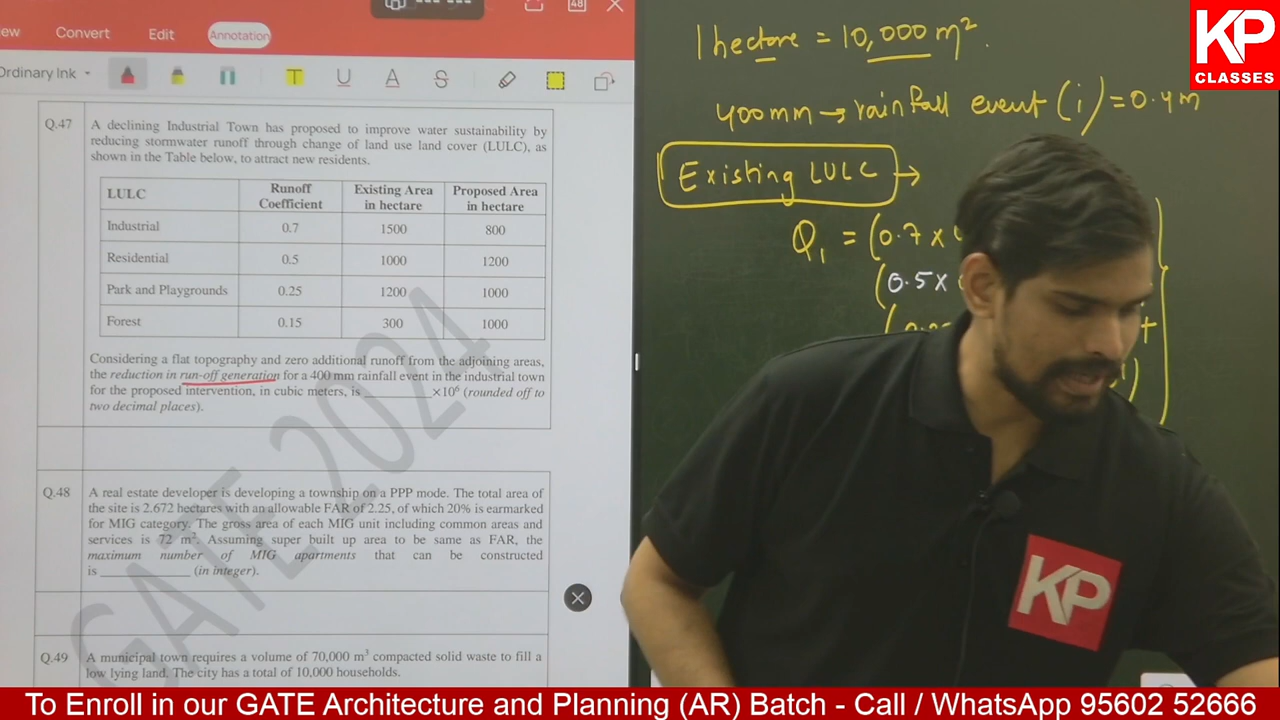 ew Convert Edit Annotation
48
Ordinary Ink
T U A S
Q.47
A declining Industrial Town has proposed to improve water sustainability by
reducing stormwater runoff through change of land use land cover (LULC), as
shown in the Table below, to attract new residents.
LULC Runoff Coefficient Existing Area in hectare Proposed Area in hectare
Industrial 0.7 1500 800
Residential 0.5 1000 1200
Park and Playgrounds 0.25 1200 1000
Forest 0.15 300 1000
Considering a flat topography and zero additional runoff from the adjoining areas,
the reduction in run-off generation for a 400 mm rainfall event in the industrial town
for the proposed intervention, in cubic meters, is __________×10⁶ (rounded off to
two decimal places).
Q.48
A real estate developer is developing a township on a PPP mode. The total area of
the site is 2.672 hectares with an allowable FAR of 2.25, of which 20% is earmarked
for MIG category. The gross area of each MIG unit including common areas and
services is 72 m². Assuming super built up area to be same as FAR, the
maximum number of MIG apartments that can be constructed
is ____________ (in integer).
Q.49
A municipal town requires a volume of 70,000 m³ compacted solid waste to fill a
low lying land. The city has a total of 10,000 households.
GATE 2024
1 hectare = 10,000 m².
400mm → rainfall event (i) = 0.4m
Existing LULC →
Q₁ = (0.7 ×
(0.5 ×
+
KP
CLASSES
KP
To Enroll in our GATE Architecture and Planning (AR) Batch - Call / WhatsApp 95602 52666